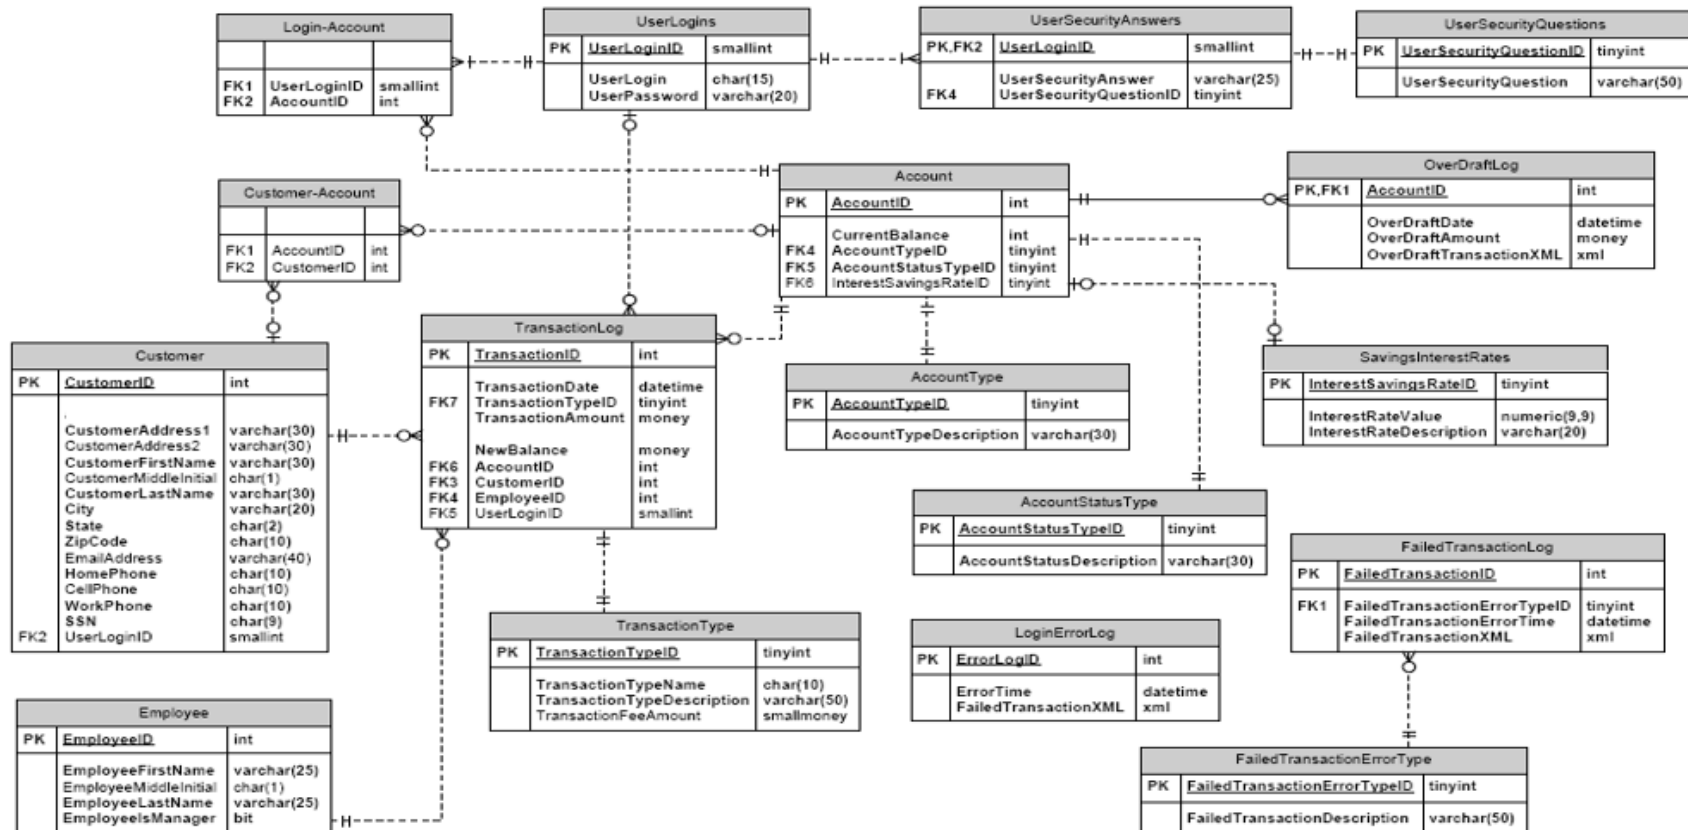 Login-Account
FK1 UserLoginID smallint
FK2 AccountID int
UserLogins
PK UserLoginID smallint
UserLogin char(15)
UserPassword varchar(20)
UserSecurityAnswers
PK,FK2 UserLoginID smallint
UserSecurityAnswer varchar(25)
FK4 UserSecurityQuestionID tinyint
UserSecurityQuestions
PK UserSecurityQuestionID tinyint
UserSecurityQuestion varchar(50)
Customer-Account
FK1 AccountID int
FK2 CustomerID int
Account
PK AccountID int
CurrentBalance int
FK4 AccountTypeID tinyint
FK5 AccountStatusTypeID tinyint
FK6 InterestSavingsRateID tinyint
OverDraftLog
PK,FK1 AccountID int
OverDraftDate datetime
OverDraftAmount money
OverDraftTransactionXML xml
Customer
PK CustomerID int
CustomerAddress1 varchar(30)
CustomerAddress2 varchar(30)
CustomerFirstName varchar(30)
CustomerMiddleInitial char(1)
CustomerLastName varchar(30)
City varchar(20)
State char(2)
ZipCode char(10)
EmailAddress varchar(40)
HomePhone char(10)
CellPhone char(10)
WorkPhone char(10)
SSN char(9)
FK2 UserLoginID smallint
TransactionLog
PK TransactionID int
TransactionDate datetime
FK7 TransactionTypeID tinyint
TransactionAmount money
NewBalance money
FK6 AccountID int
FK3 CustomerID int
FK4 EmployeeID int
FK5 UserLoginID smallint
AccountType
PK AccountTypeID tinyint
AccountTypeDescription varchar(30)
SavingsInterestRates
PK InterestSavingsRateID tinyint
InterestRateValue numeric(9,9)
InterestRateDescription varchar(20)
AccountStatusType
PK AccountStatusTypeID tinyint
AccountStatusDescription varchar(30)
FailedTransactionLog
PK FailedTransactionID int
FK1 FailedTransactionErrorTypeID tinyint
FailedTransactionErrorTime datetime
FailedTransactionXML xml
TransactionType
PK TransactionTypeID tinyint
TransactionTypeName char(10)
TransactionTypeDescription varchar(50)
TransactionFeeAmount smallmoney
LoginErrorLog
PK ErrorLogID int
ErrorTime datetime
FailedTransactionXML xml
Employee
PK EmployeeID int
EmployeeFirstName varchar(25)
EmployeeMiddleInitial char(1)
EmployeeLastName varchar(25)
EmployeeIsManager bit
FailedTransactionErrorType
PK FailedTransactionErrorTypeID tinyint
FailedTransactionDescription varchar(50)